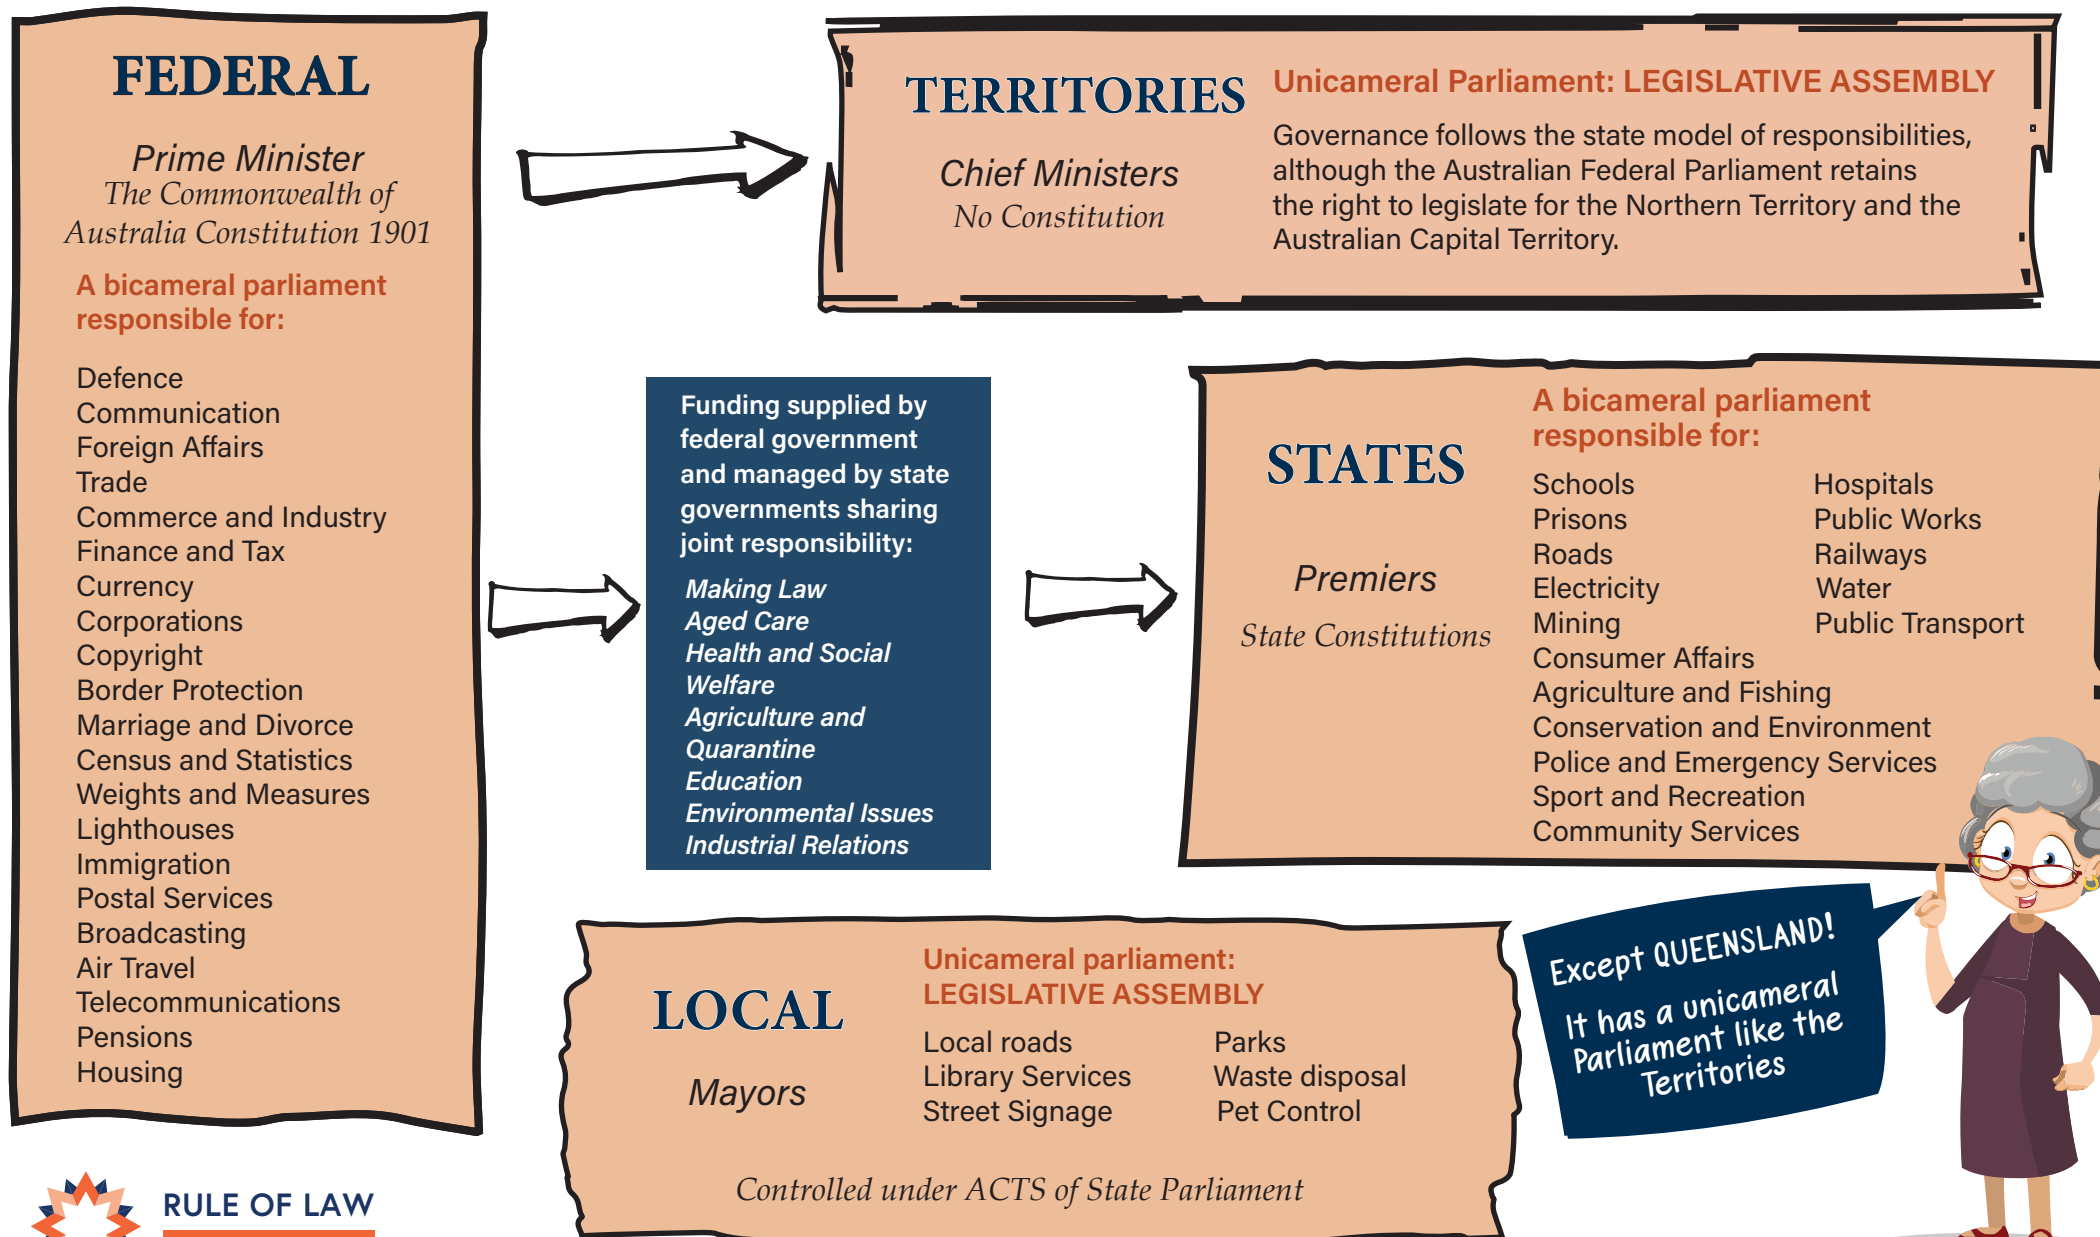 FEDERAL
Prime Minister
The Commonwealth of
Australia Constitution 1901
A bicameral parliament
responsible for:
Defence
Communication
Foreign Affairs
Trade
Commerce and Industry
Finance and Tax
Currency
Corporations
Copyright
Border Protection
Marriage and Divorce
Census and Statistics
Weights and Measures
Lighthouses
Immigration
Postal Services
Broadcasting
Air Travel
Telecommunications
Pensions
Housing
TERRITORIES
Chief Ministers
No Constitution
Unicameral Parliament: LEGISLATIVE ASSEMBLY
Governance follows the state model of responsibilities,
although the Australian Federal Parliament retains
the right to legislate for the Northern Territory and the
Australian Capital Territory.
Funding supplied by
federal government
and managed by state
governments sharing
joint responsibility:
Making Law
Aged Care
Health and Social
Welfare
Agriculture and
Quarantine
Education
Environmental Issues
Industrial Relations
STATES
Premiers
State Constitutions
A bicameral parliament
responsible for:
Schools
Prisons
Roads
Electricity
Mining
Consumer Affairs
Agriculture and Fishing
Conservation and Environment
Police and Emergency Services
Sport and Recreation
Community Services
Hospitals
Public Works
Railways
Water
Public Transport
Except QUEENSLAND!
It has a unicameral
Parliament like the
Territories
LOCAL
Mayors
Unicameral parliament:
LEGISLATIVE ASSEMBLY
Local roads
Library Services
Street Signage
Parks
Waste disposal
Pet Control
Controlled under ACTS of State Parliament
RULE OF LAW